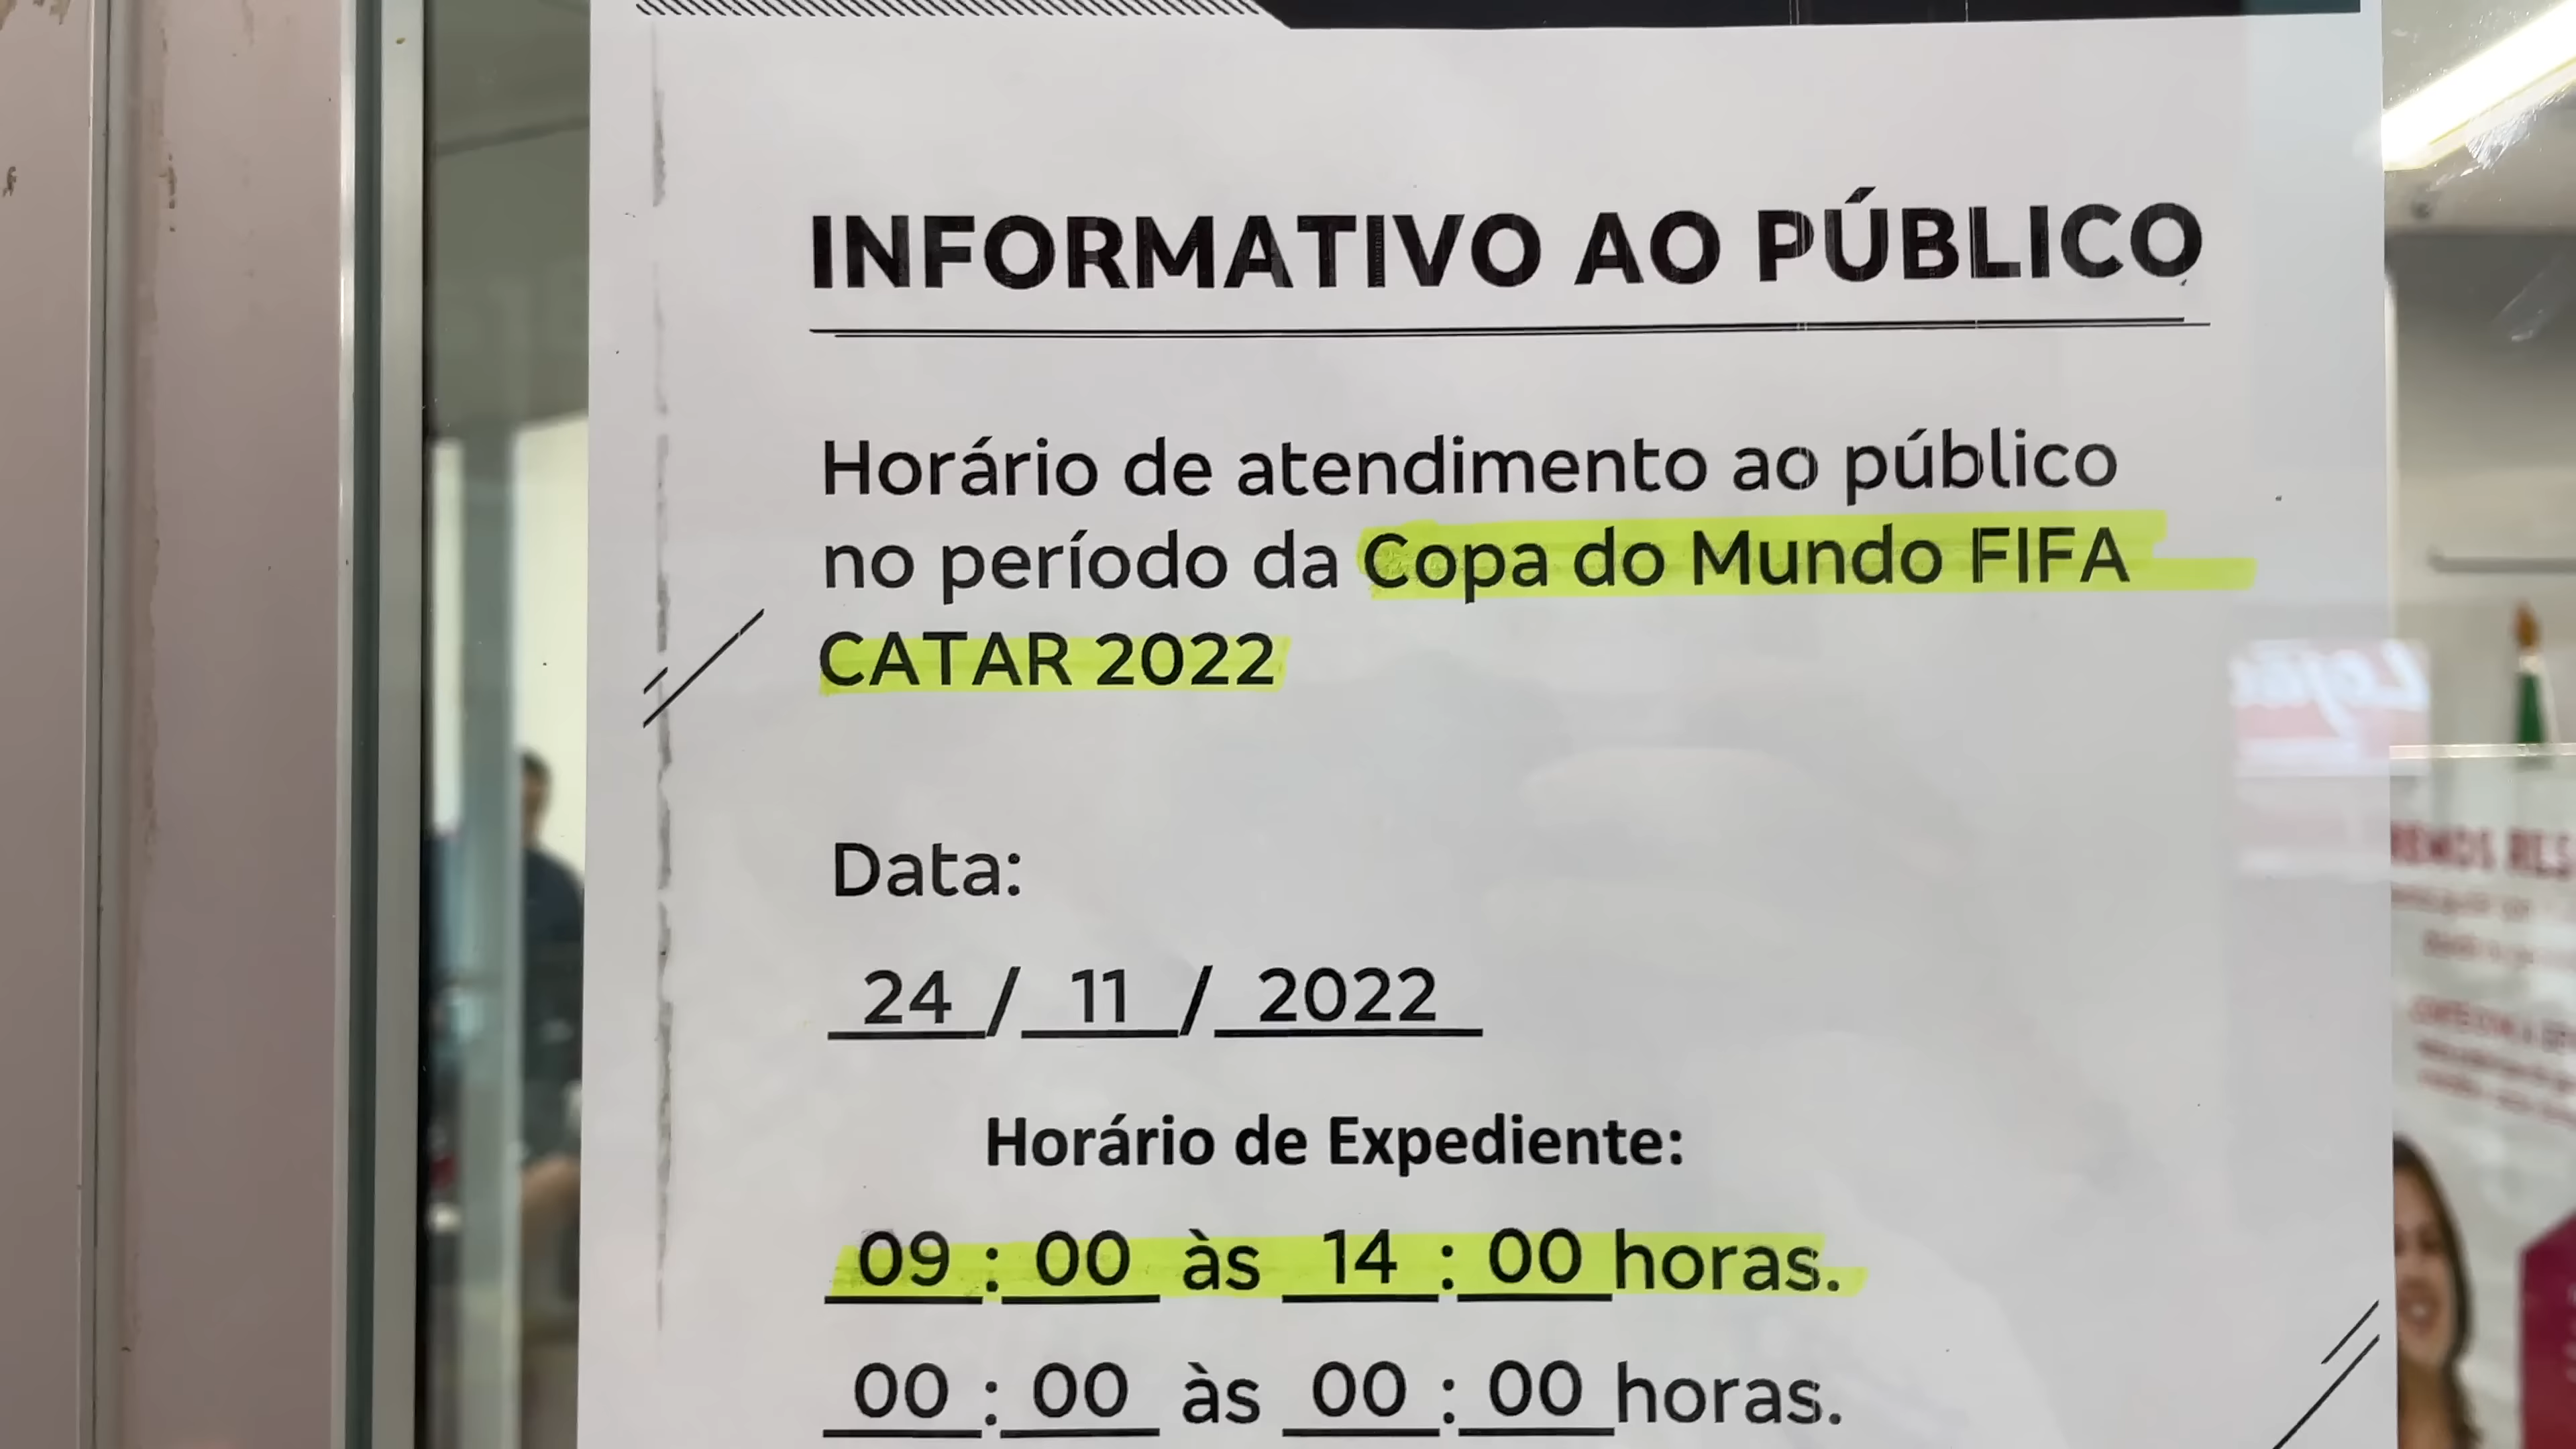 INFORMATIVO AO PÚBLICO
Horário de atendimento ao público
no período da Copa do Mundo FIFA
CATAR 2022
Data:
24 / 11 / 2022
Horário de Expediente:
09 : 00 às 14 : 00 horas.
00 : 00 às 00 : 00 horas.